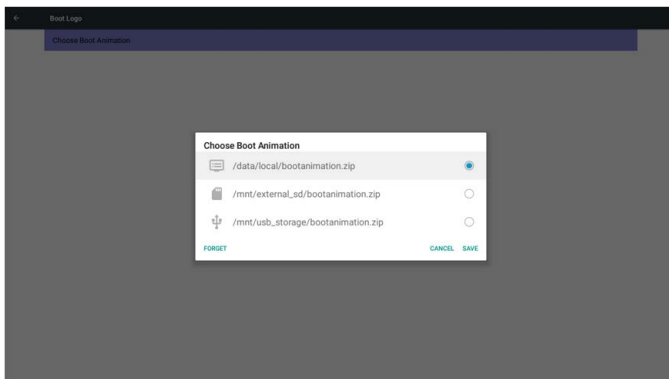 Boot Logo
Choose Boot Animation
Choose Boot Animation
/data/local/bootanimation.zip
/mnt/external_sd/bootanimation.zip
/mnt/usb_storage/bootanimation.zip
FORGET CANCEL SAVE